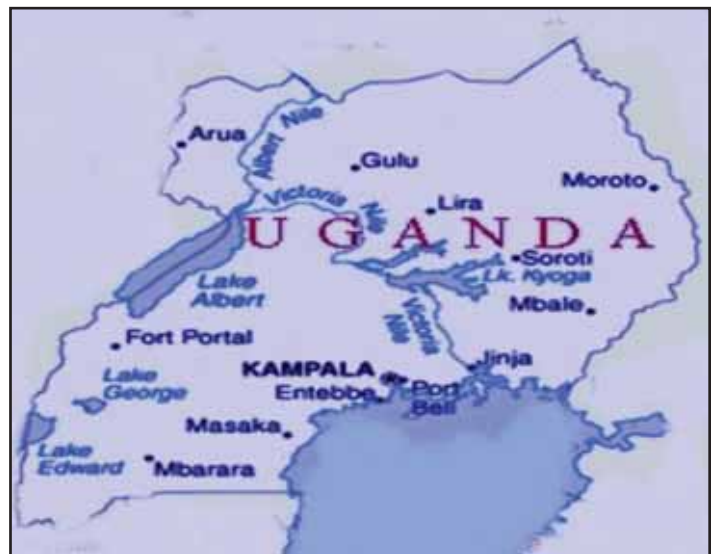 Arua
Albert Nile
Gulu
Moroto
Victoria Nile
Lira
UGANDA
Soroti
Lk. Kyoga
Lake
Albert
Mbale
Victoria
Nile
Fort Portal
Jinja
KAMPALA
Lake
George
Entebbe
Port
Bell
Masaka
Lake
Edward
Mbarara